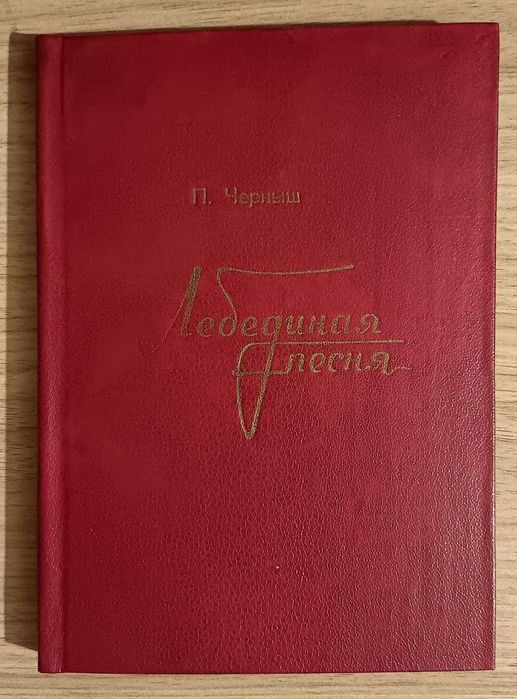 П. Черныш
Лебединая
песня